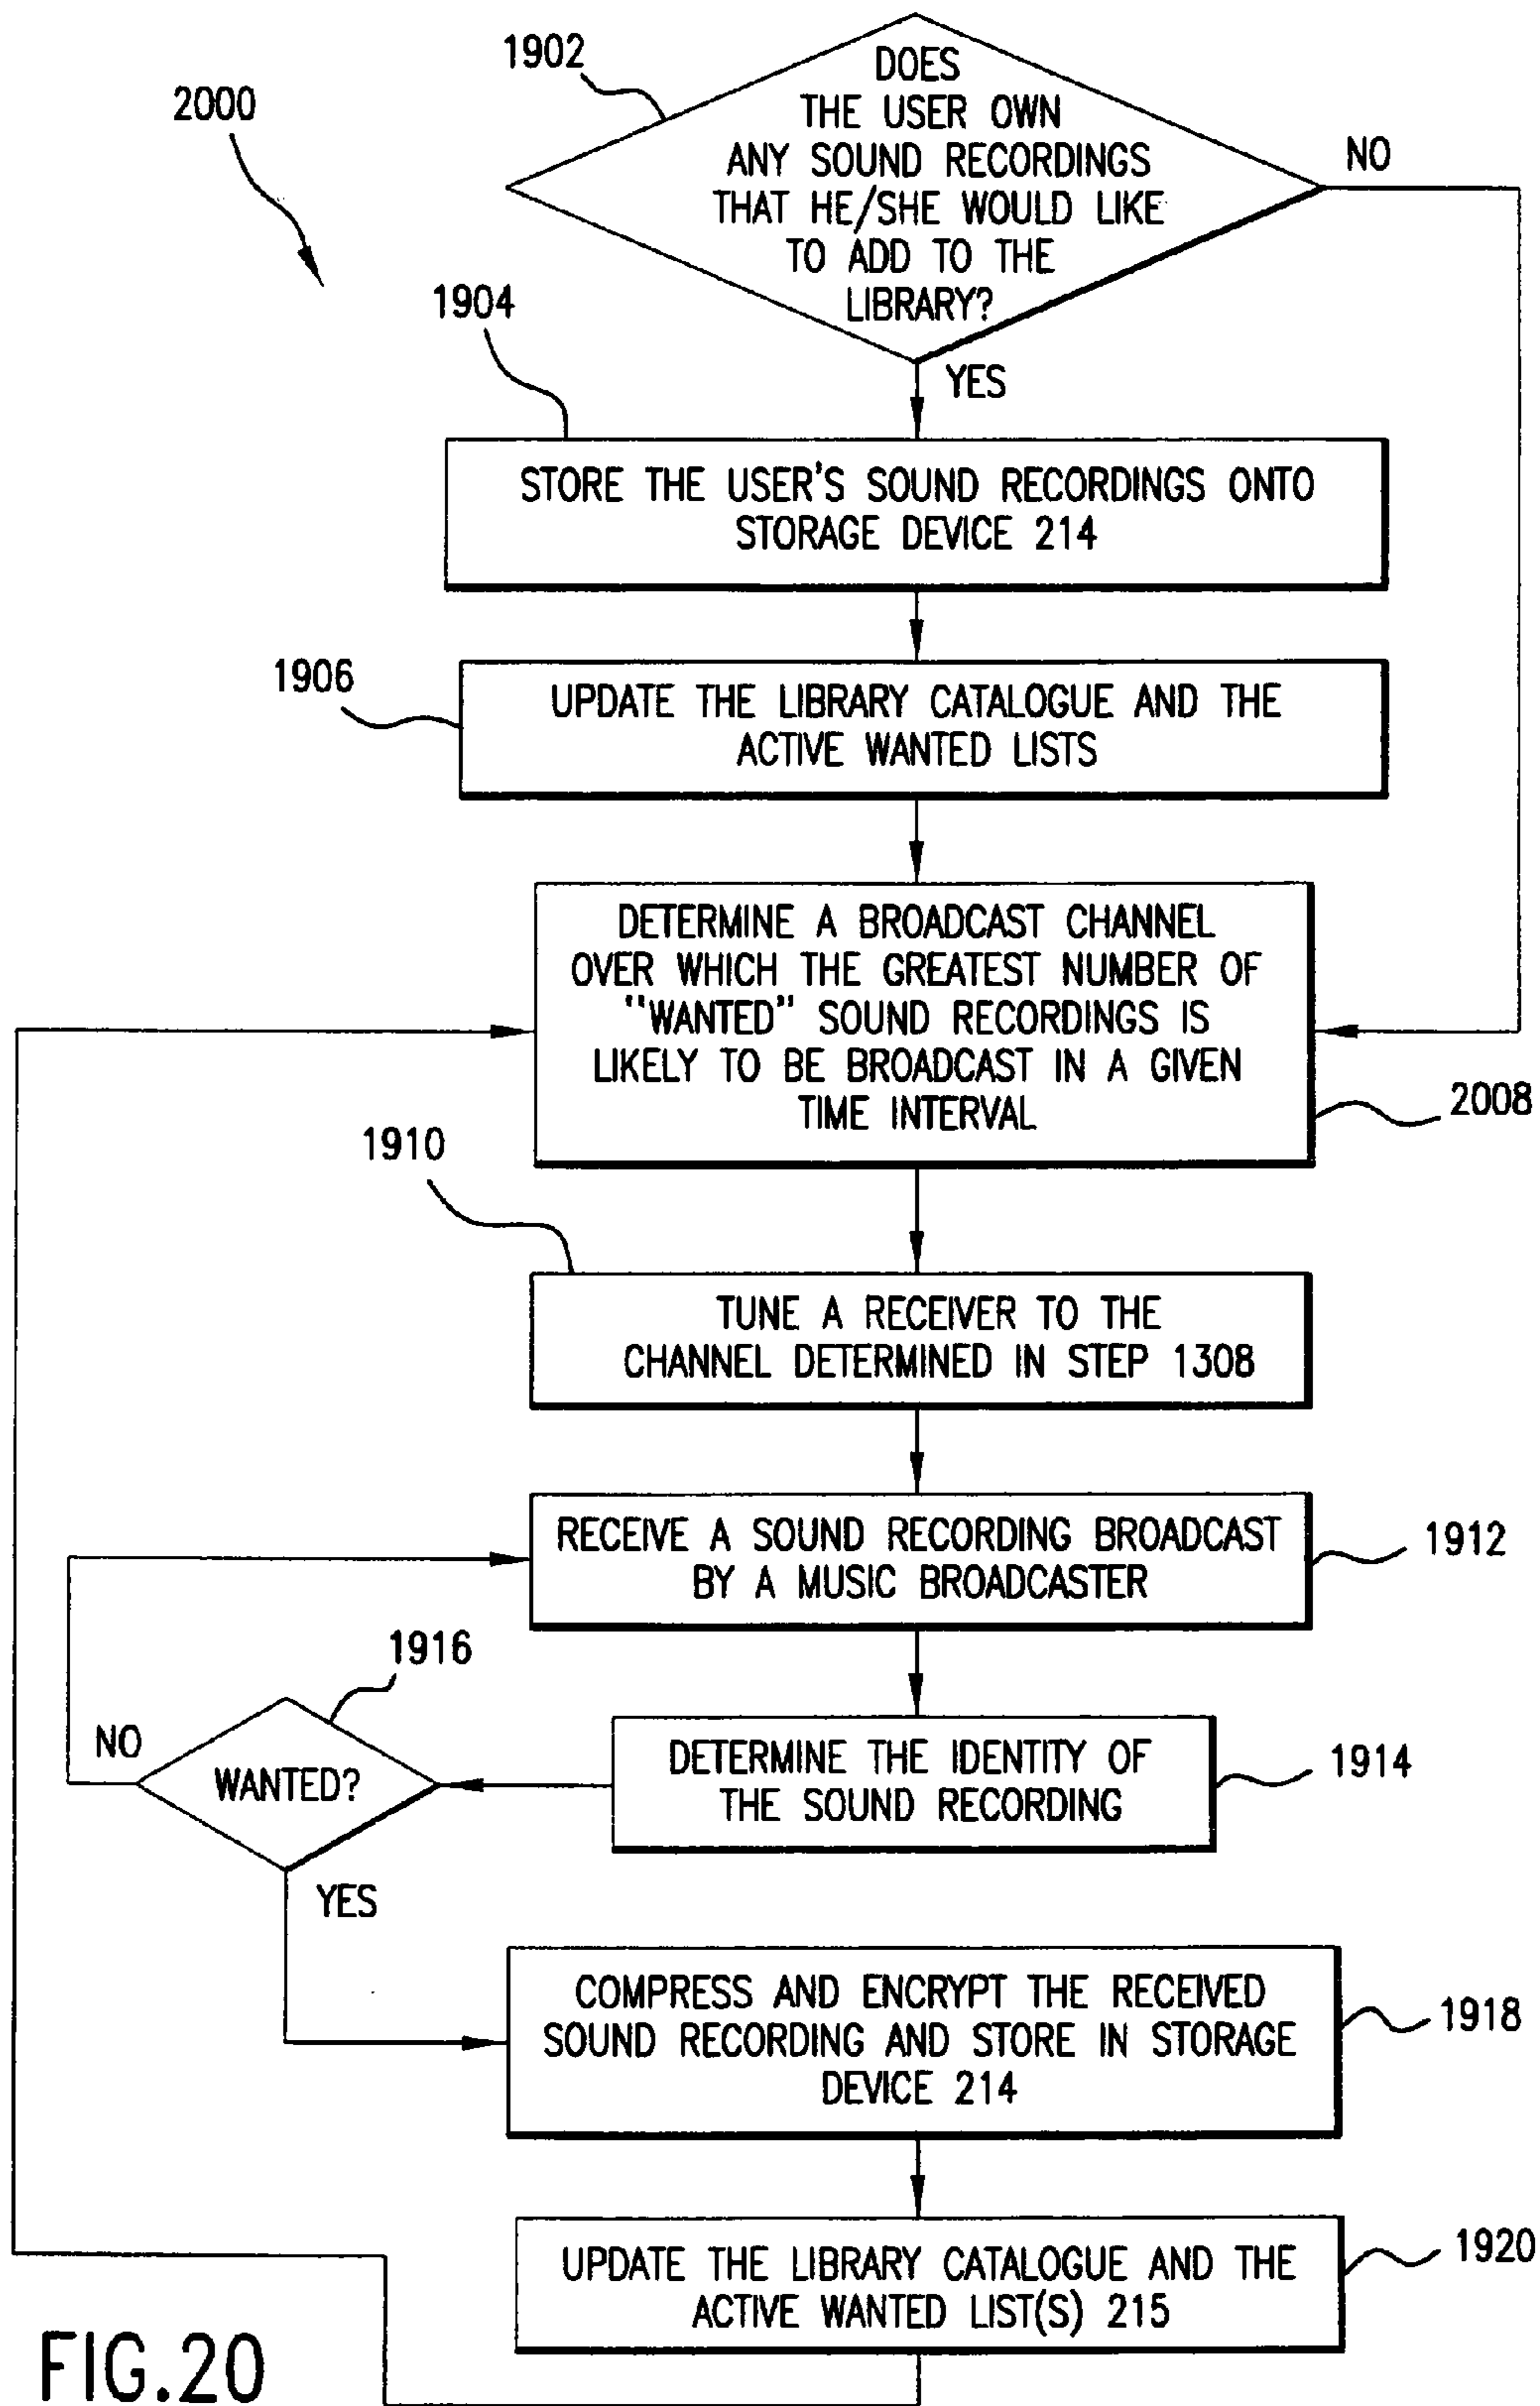 1902
DOES
THE USER OWN
ANY SOUND RECORDINGS
THAT HE/SHE WOULD LIKE
TO ADD TO THE
LIBRARY?
NO
2000
1904
YES
STORE THE USER'S SOUND RECORDINGS ONTO
STORAGE DEVICE 214
1906
UPDATE THE LIBRARY CATALOGUE AND THE
ACTIVE WANTED LISTS
DETERMINE A BROADCAST CHANNEL
OVER WHICH THE GREATEST NUMBER OF
"WANTED" SOUND RECORDINGS IS
LIKELY TO BE BROADCAST IN A GIVEN
TIME INTERVAL
2008
1910
TUNE A RECEIVER TO THE
CHANNEL DETERMINED IN STEP 1308
RECEIVE A SOUND RECORDING BROADCAST
BY A MUSIC BROADCASTER
1912
1916
NO
WANTED?
DETERMINE THE IDENTITY OF
THE SOUND RECORDING
1914
YES
COMPRESS AND ENCRYPT THE RECEIVED
SOUND RECORDING AND STORE IN STORAGE
DEVICE 214
1918
UPDATE THE LIBRARY CATALOGUE AND THE
ACTIVE WANTED LIST(S) 215
1920
FIG.20